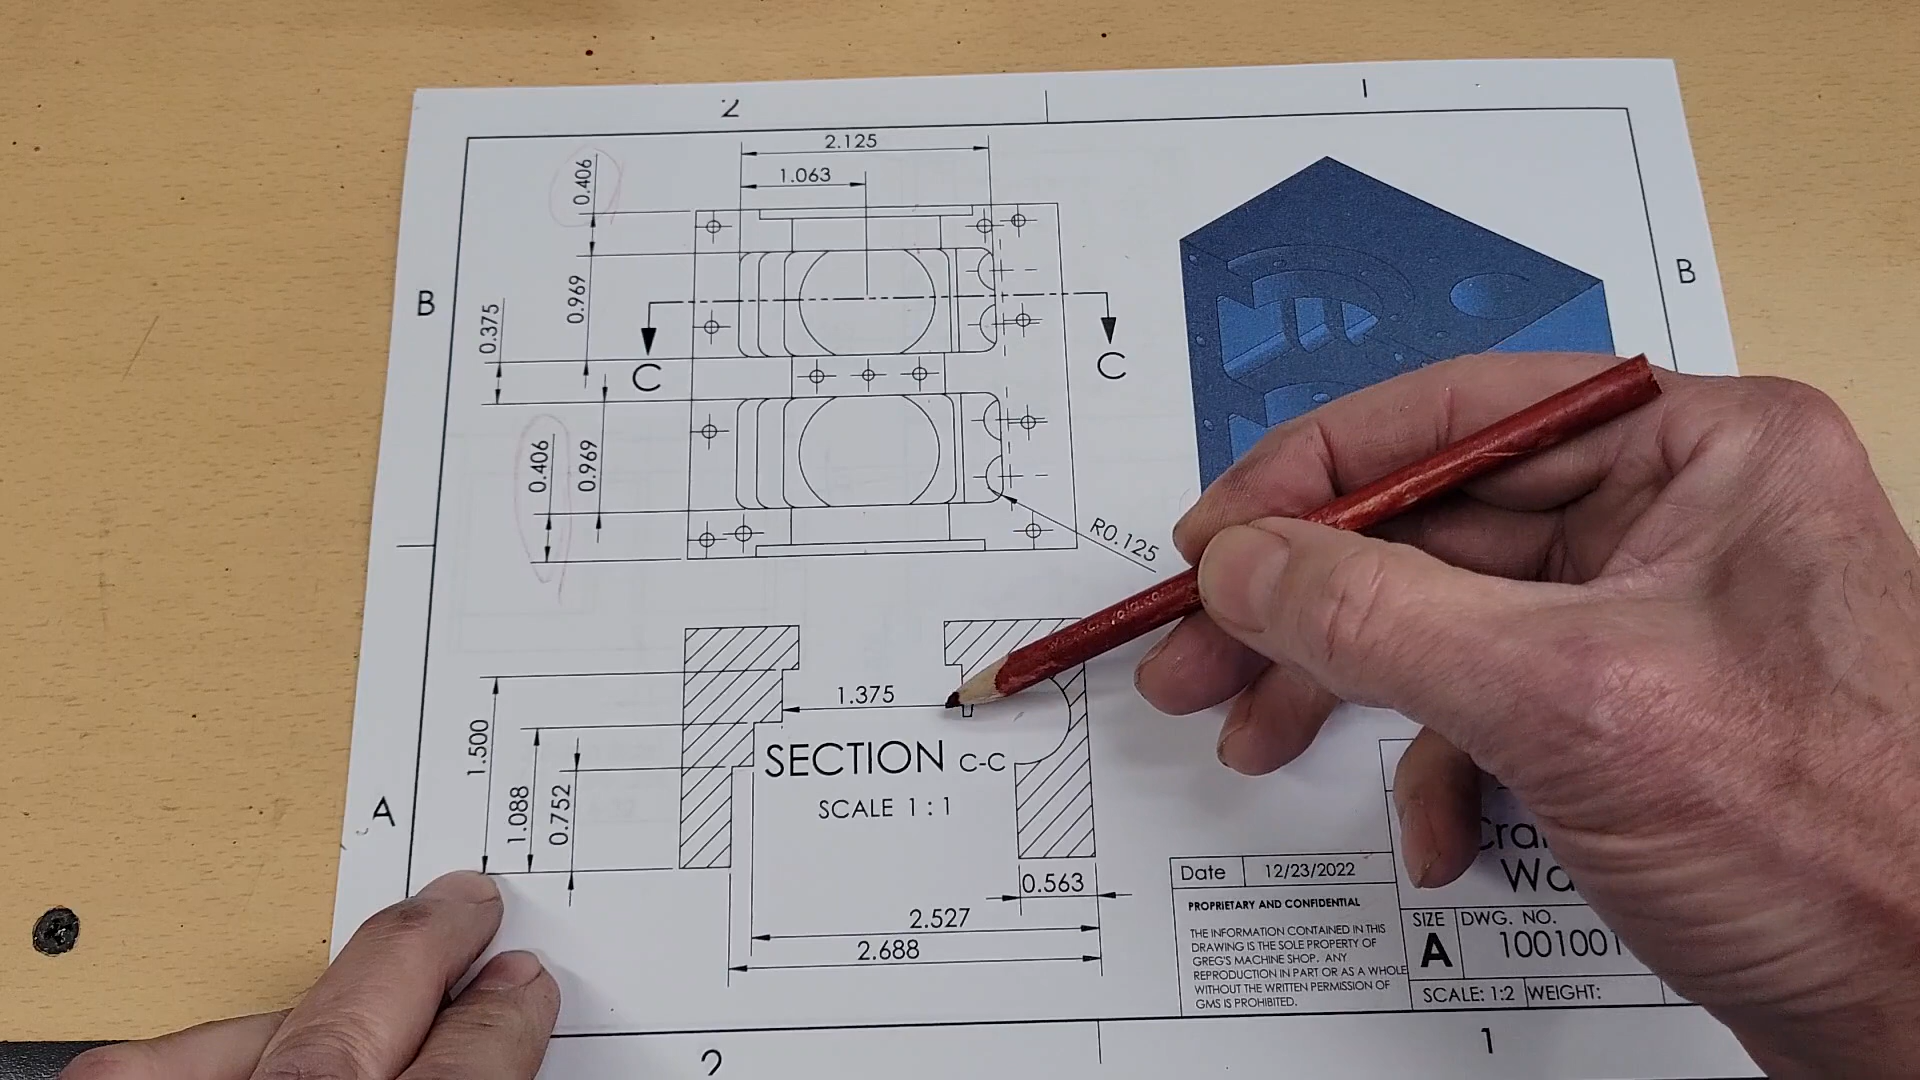 2
1
2.125
1.063
0.406
0.969
0.375
B
B
C
C
0.406
0.969
R0.125
1.375
SECTION C-C
SCALE 1 : 1
1.500
1.088
0.752
A
0.563
2.527
2.688
Date 12/23/2022
PROPRIETARY AND CONFIDENTIAL
THE INFORMATION CONTAINED IN THIS
DRAWING IS THE SOLE PROPERTY OF
GREG'S MACHINE SHOP. ANY
REPRODUCTION IN PART OR AS A WHOLE
WITHOUT THE WRITTEN PERMISSION OF
GMS IS PROHIBITED.
SIZE DWG. NO.
A 1001001
SCALE: 1:2 WEIGHT:
2
1